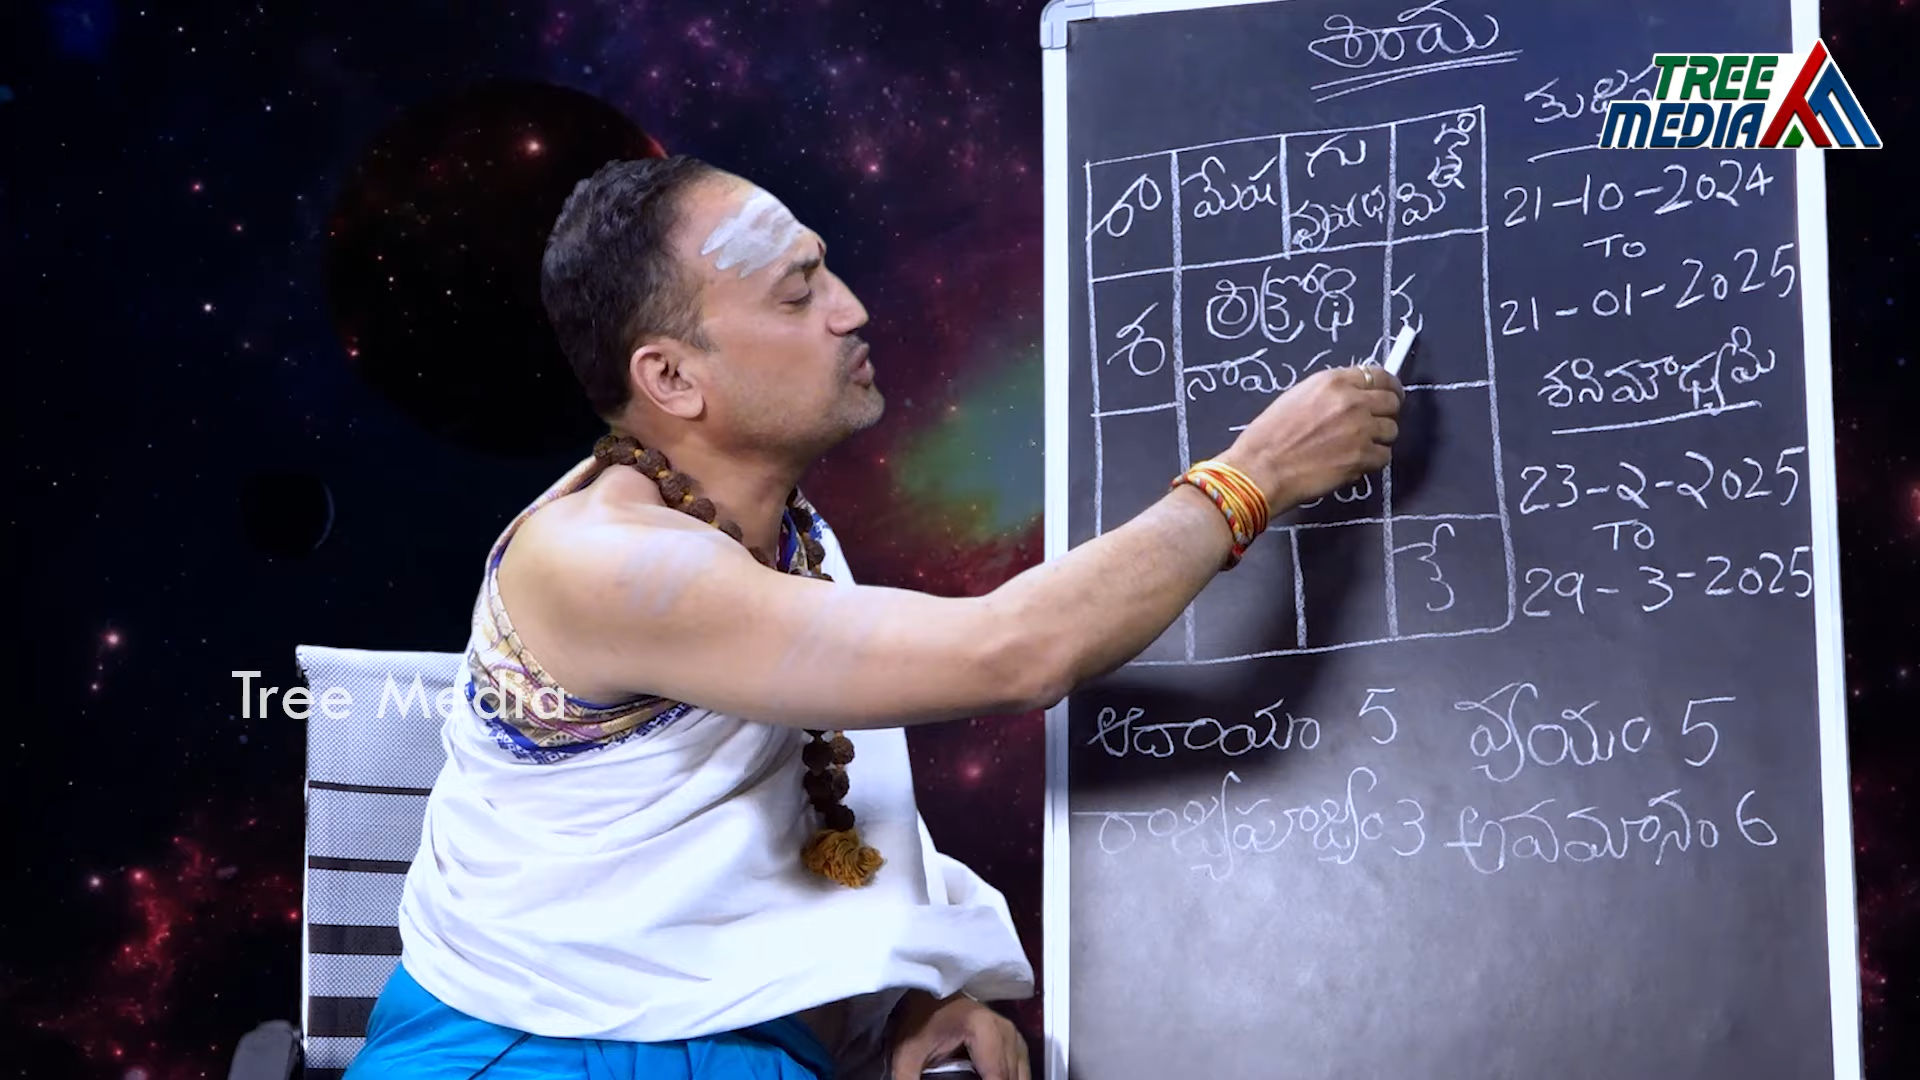 శ్రీరామ
TREE
MEDIA
రా మేష గు
వృషభ మి
21-10-2024
TO
21-01-2025
శ శ్రీక్రోధి
శనిమౌఢ్యమి
23-2-2025
TO
29-3-2025
కే
Tree Media
ఆదాయం 5 వ్యయం 5
రాజ్యపూజ్యం 3 అవమానం 6